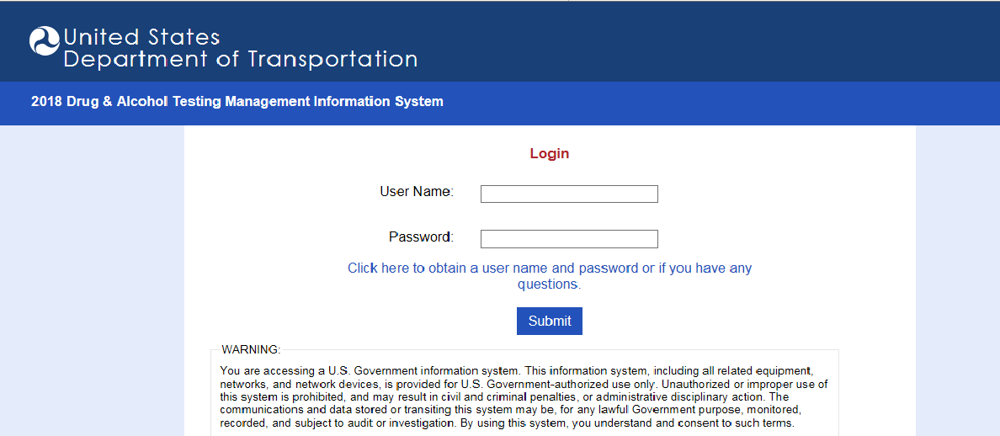 United States
Department of Transportation
2018 Drug & Alcohol Testing Management Information System
Login
User Name:
Password:
Click here to obtain a user name and password or if you have any
questions.
Submit
WARNING:
You are accessing a U.S. Government information system. This information system, including all related equipment,
networks, and network devices, is provided for U.S. Government-authorized use only. Unauthorized or improper use of
this system is prohibited, and may result in civil and criminal penalties, or administrative disciplinary action. The
communications and data stored or transiting this system may be, for any lawful Government purpose, monitored,
recorded, and subject to audit or investigation. By using this system, you understand and consent to such terms.